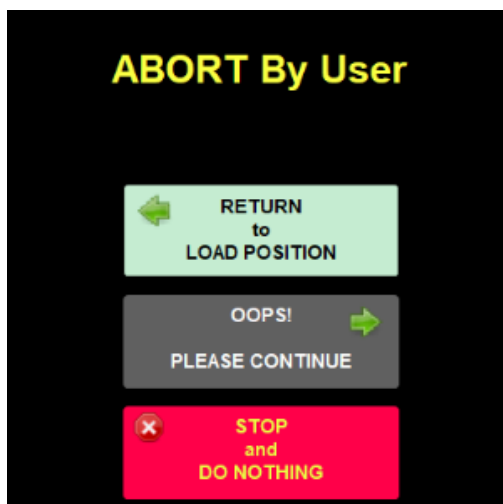 ABORT By User
RETURN
to
LOAD POSITION
OOPS!
PLEASE CONTINUE
STOP
and
DO NOTHING